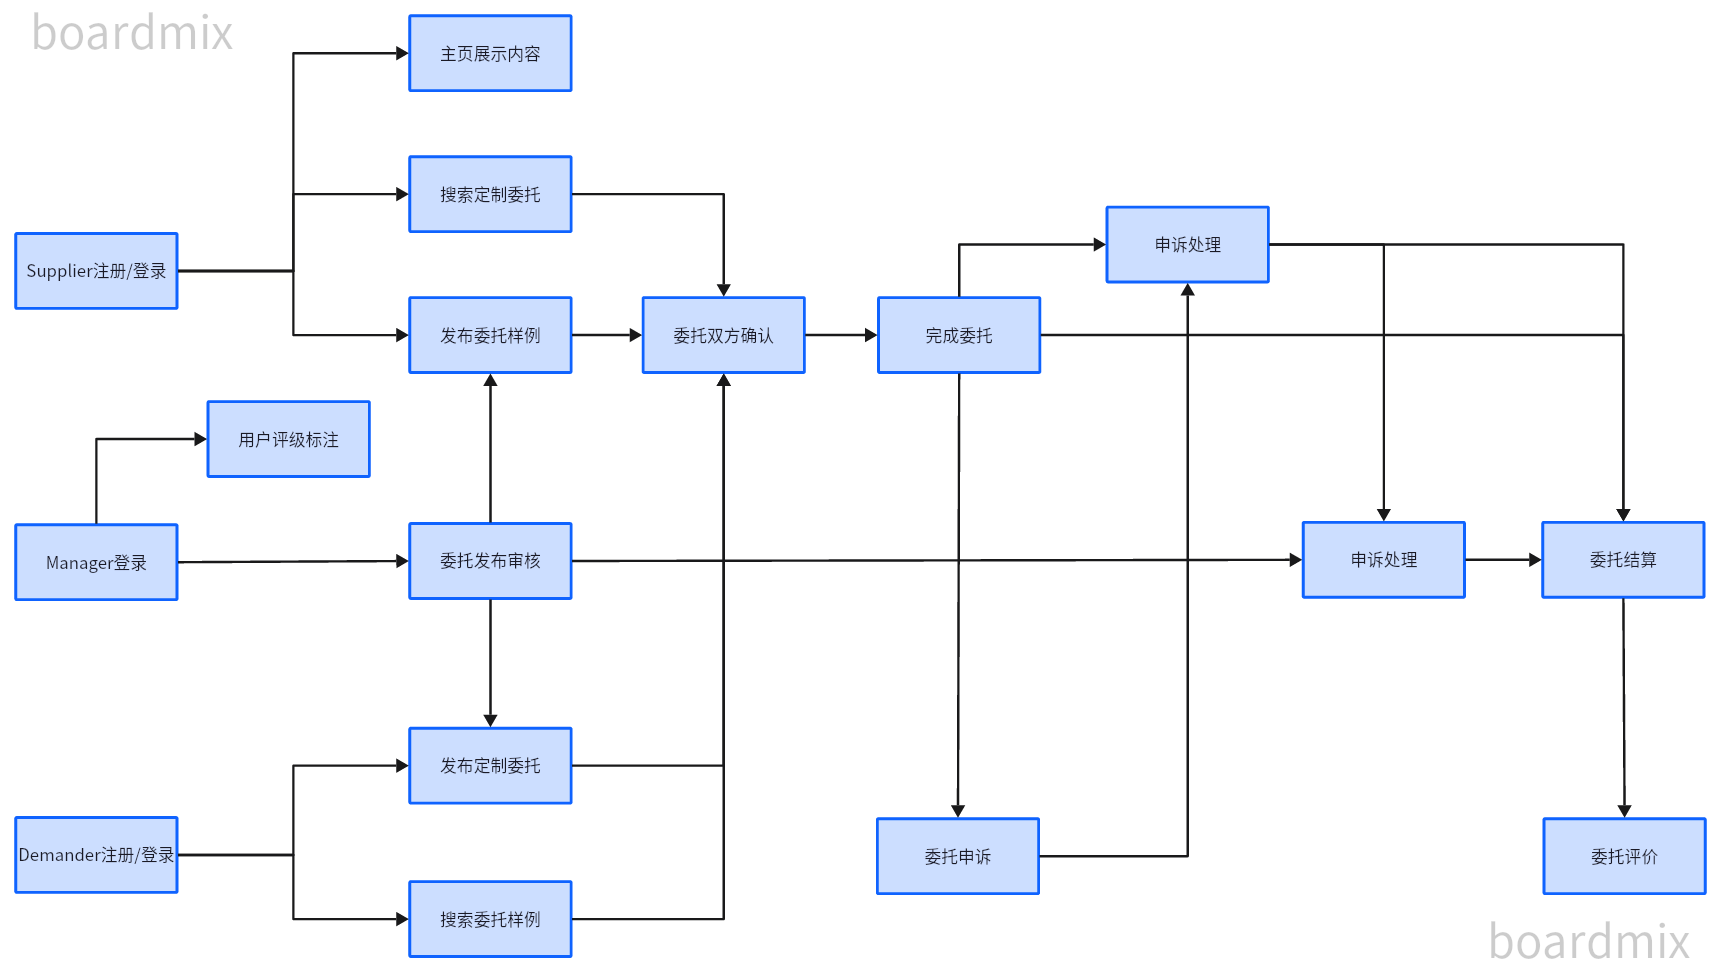 boardmix
主页展示内容
搜索定制委托
申诉处理
Supplier注册/登录
发布委托样例
委托双方确认
完成委托
用户评级标注
Manager登录
委托发布审核
申诉处理
委托结算
发布定制委托
Demander注册/登录
委托申诉
委托评价
搜索委托样例
boardmix